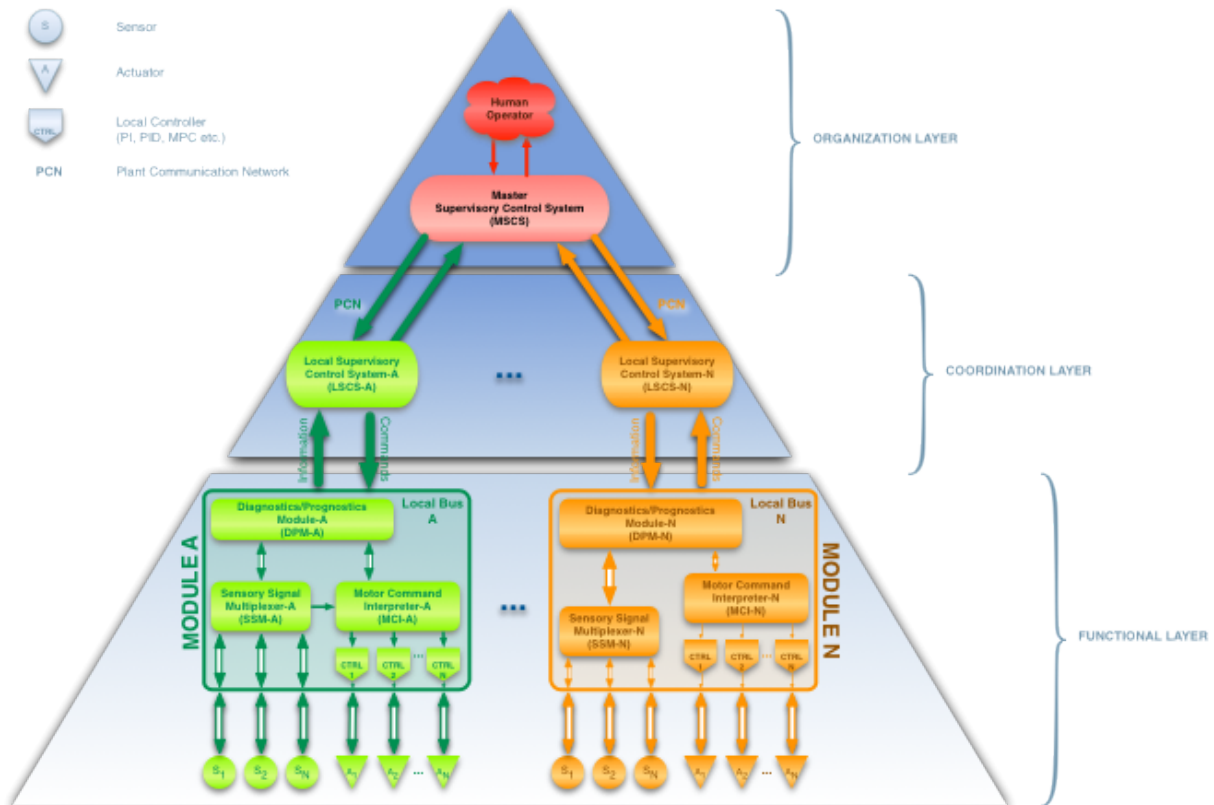 S
Sensor
A
Actuator
CTRL
Local Controller
(PI, PID, MPC etc.)
PCN
Plant Communication Network
Human
Operator
ORGANIZATION LAYER
Master
Supervisory Control System
(MSCS)
PCN
PCN
Local Supervisory
Control System-A
(LSCS-A)
...
Local Supervisory
Control System-N
(LSCS-N)
COORDINATION LAYER
Information
Commands
Information
Commands
MODULE A
Diagnostics/Prognostics
Module-A
(DPM-A)
Local Bus
A
Sensory Signal
Multiplexer-A
(SSM-A)
Motor Command
Interpreter-A
(MCI-A)
CTRL
1
CTRL
2
...
CTRL
N
S1
S2
SN
A1
A2
...
AN
...
Diagnostics/Prognostics
Module-N
(DPM-N)
Local Bus
N
MODULE N
Sensory Signal
Multiplexer-N
(SSM-N)
Motor Command
Interpreter-N
(MCI-N)
CTRL
1
CTRL
2
...
CTRL
N
S1
S2
SN
A1
A2
...
AN
FUNCTIONAL LAYER